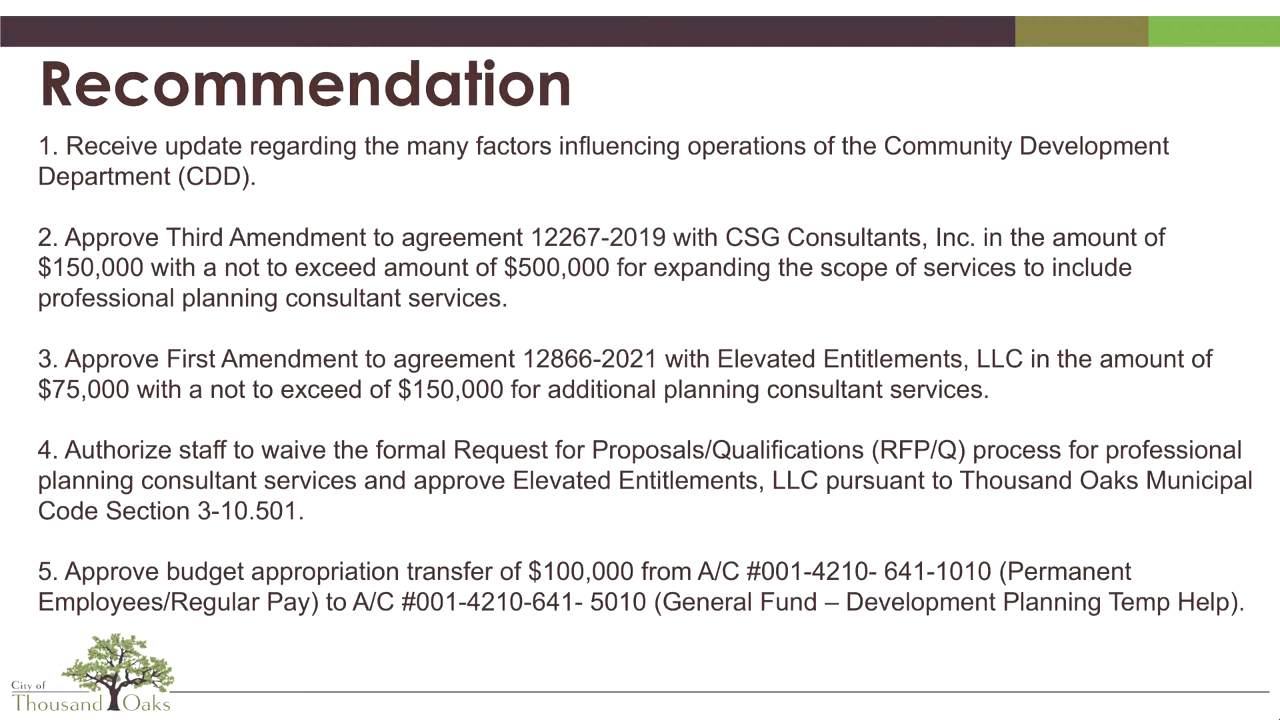 Recommendation
1. Receive update regarding the many factors influencing operations of the Community Development
Department (CDD).
2. Approve Third Amendment to agreement 12267-2019 with CSG Consultants, Inc. in the amount of
$150,000 with a not to exceed amount of $500,000 for expanding the scope of services to include
professional planning consultant services.
3. Approve First Amendment to agreement 12866-2021 with Elevated Entitlements, LLC in the amount of
$75,000 with a not to exceed of $150,000 for additional planning consultant services.
4. Authorize staff to waive the formal Request for Proposals/Qualifications (RFP/Q) process for professional
planning consultant services and approve Elevated Entitlements, LLC pursuant to Thousand Oaks Municipal
Code Section 3-10.501.
5. Approve budget appropriation transfer of $100,000 from A/C #001-4210- 641-1010 (Permanent
Employees/Regular Pay) to A/C #001-4210-641- 5010 (General Fund – Development Planning Temp Help).
City of
Thousand Oaks